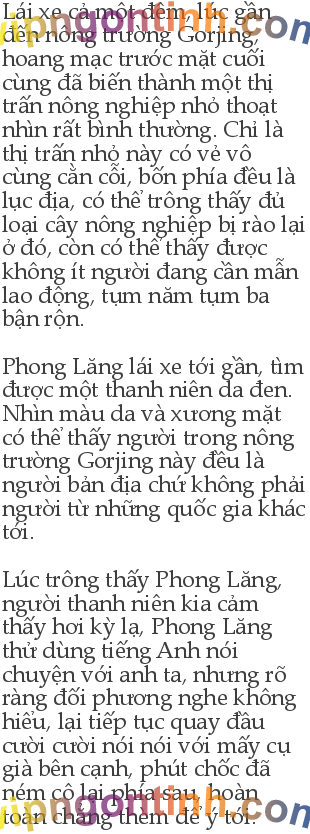 Lái xe cả một đêm, lúc gần
đến nông trường Gorjing,
hoang mạc trước mặt cuối
cùng đã biến thành một thị
trấn nông nghiệp nhỏ thoạt
nhìn rất bình thường. Chỉ là
thị trấn nhỏ này có vẻ vô
cùng cằn cỗi, bốn phía đều là
lục địa, có thể trông thấy đủ
loại cây nông nghiệp bị rào lại
ở đó, còn có thể thấy được
không ít người đang cần mẫn
lao động, tụm năm tụm ba
bận rộn.
Phong Lăng lái xe tới gần, tìm
được một thanh niên da đen.
Nhìn màu da và xương mặt
có thể thấy người trong nông
trường Gorjing này đều là
người bản địa chứ không phải
người từ những quốc gia khác
tới.
Lúc trông thấy Phong Lăng,
người thanh niên kia cảm
thấy hơi kỳ lạ, Phong Lăng
thử dùng tiếng Anh nói
chuyện với anh ta, nhưng rõ
ràng đối phương nghe không
hiểu, lại tiếp tục quay đầu
cười cười nói nói với mấy cụ
già bên cạnh, phút chốc đã
ném cô lại phía sau, hoàn
toàn chẳng thèm để ý tới.
vipngontinh.com
vipngontinh.com